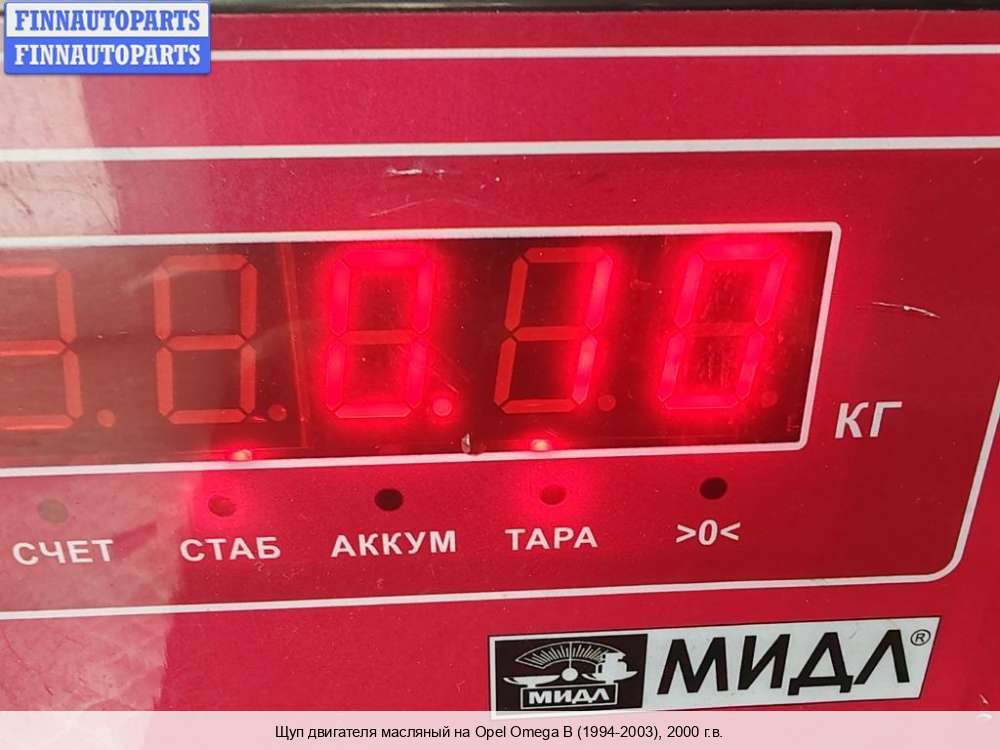 FINNAUTOPARTS
FINNAUTOPARTS
0.10
КГ
СЧЕТ СТАБ АККУМ ТАРА >0<
МИДЛ МИДЛ®
Щуп двигателя масляный на Opel Omega B (1994-2003), 2000 г.в.